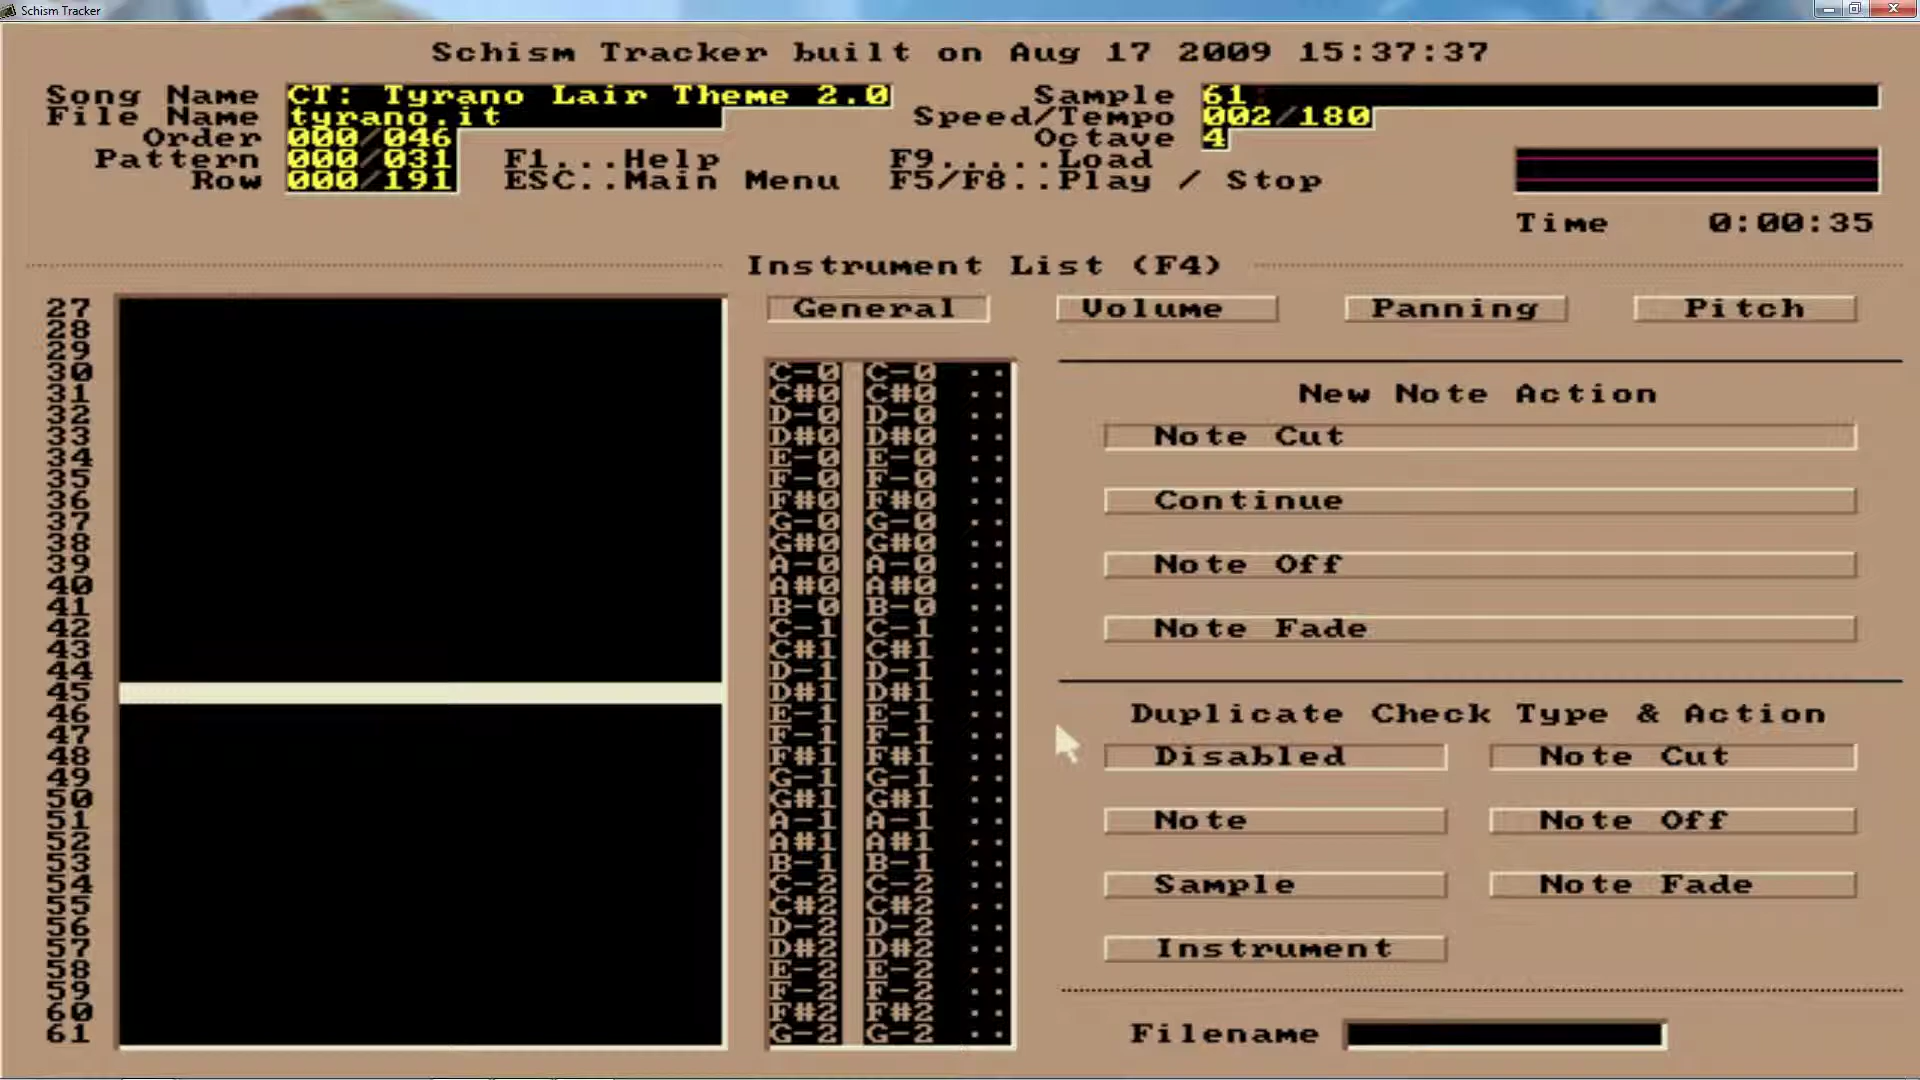 Schism Tracker
Schism Tracker built on Aug 17 2009 15:37:37
Song Name CT: Tyrano Lair Theme 2.0
File Name tyrano.it
Order 000/046
Pattern 000/031
Row 000/191
F1...Help
ESC..Main Menu
F9.....Load
F5/F8..Play / Stop
Sample 61:
Speed/Tempo 002/180
Octave 4
Time 0:00:35
Instrument List (F4)
27
28
29
30
31
32
33
34
35
36
37
38
39
40
41
42
43
44
45
46
47
48
49
50
51
52
53
54
55
56
57
58
59
60
61
General
Volume
Panning
Pitch
C-0 C-0 ··
C#0 C#0 ··
D-0 D-0 ··
D#0 D#0 ··
E-0 E-0 ··
F-0 F-0 ··
F#0 F#0 ··
G-0 G-0 ··
G#0 G#0 ··
A-0 A-0 ··
A#0 A#0 ··
B-0 B-0 ··
C-1 C-1 ··
C#1 C#1 ··
D-1 D-1 ··
D#1 D#1 ··
E-1 E-1 ··
F-1 F-1 ··
F#1 F#1 ··
G-1 G-1 ··
G#1 G#1 ··
A-1 A-1 ··
A#1 A#1 ··
B-1 B-1 ··
C-2 C-2 ··
C#2 C#2 ··
D-2 D-2 ··
D#2 D#2 ··
E-2 E-2 ··
F-2 F-2 ··
F#2 F#2 ··
G-2 G-2 ··
New Note Action
Note Cut
Continue
Note Off
Note Fade
Duplicate Check Type & Action
Disabled
Note Cut
Note
Note Off
Sample
Note Fade
Instrument
Filename